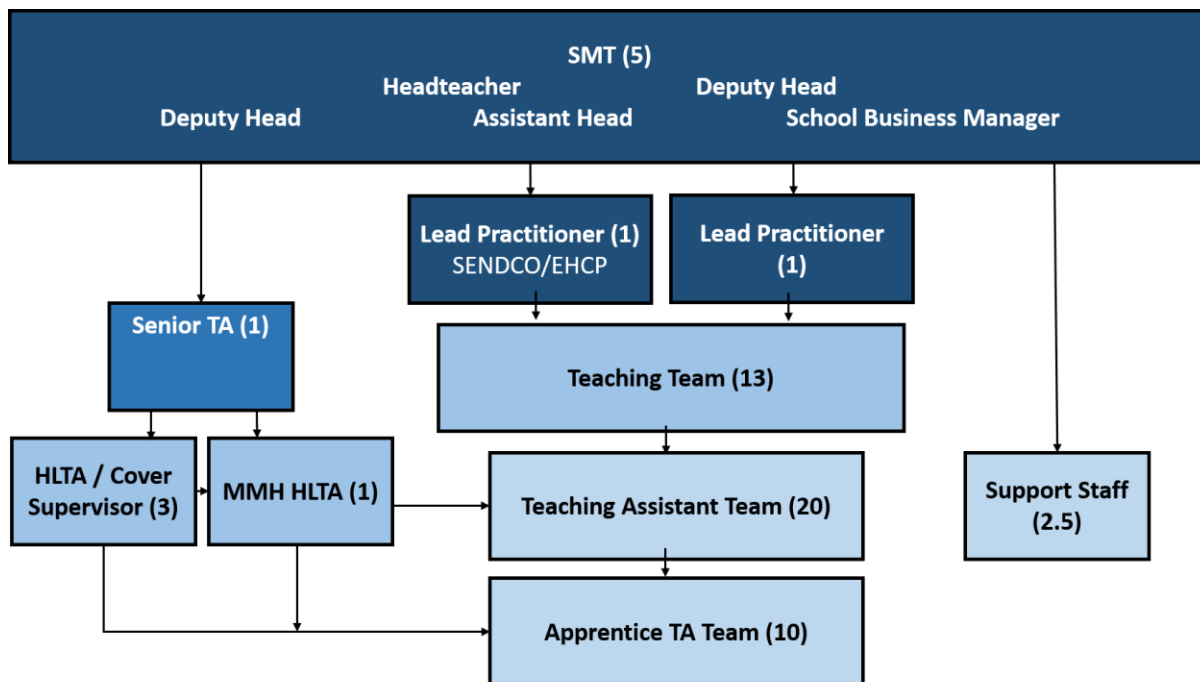 SMT (5)
Headteacher Deputy Head
Deputy Head Assistant Head School Business Manager
Lead Practitioner (1)
SENDCO/EHCP
Lead Practitioner
(1)
Senior TA (1)
Teaching Team (13)
HLTA / Cover
Supervisor (3)
MMH HLTA (1)
Teaching Assistant Team (20)
Support Staff
(2.5)
Apprentice TA Team (10)